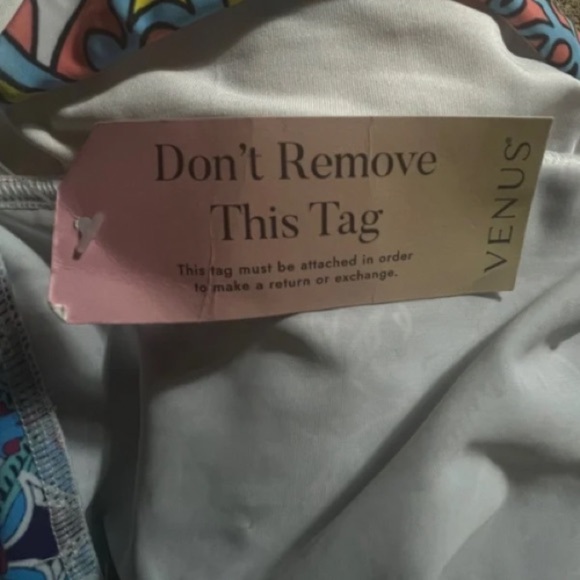 Don't Remove
This Tag
This tag must be attached in order
to make a return or exchange.
VENUS®